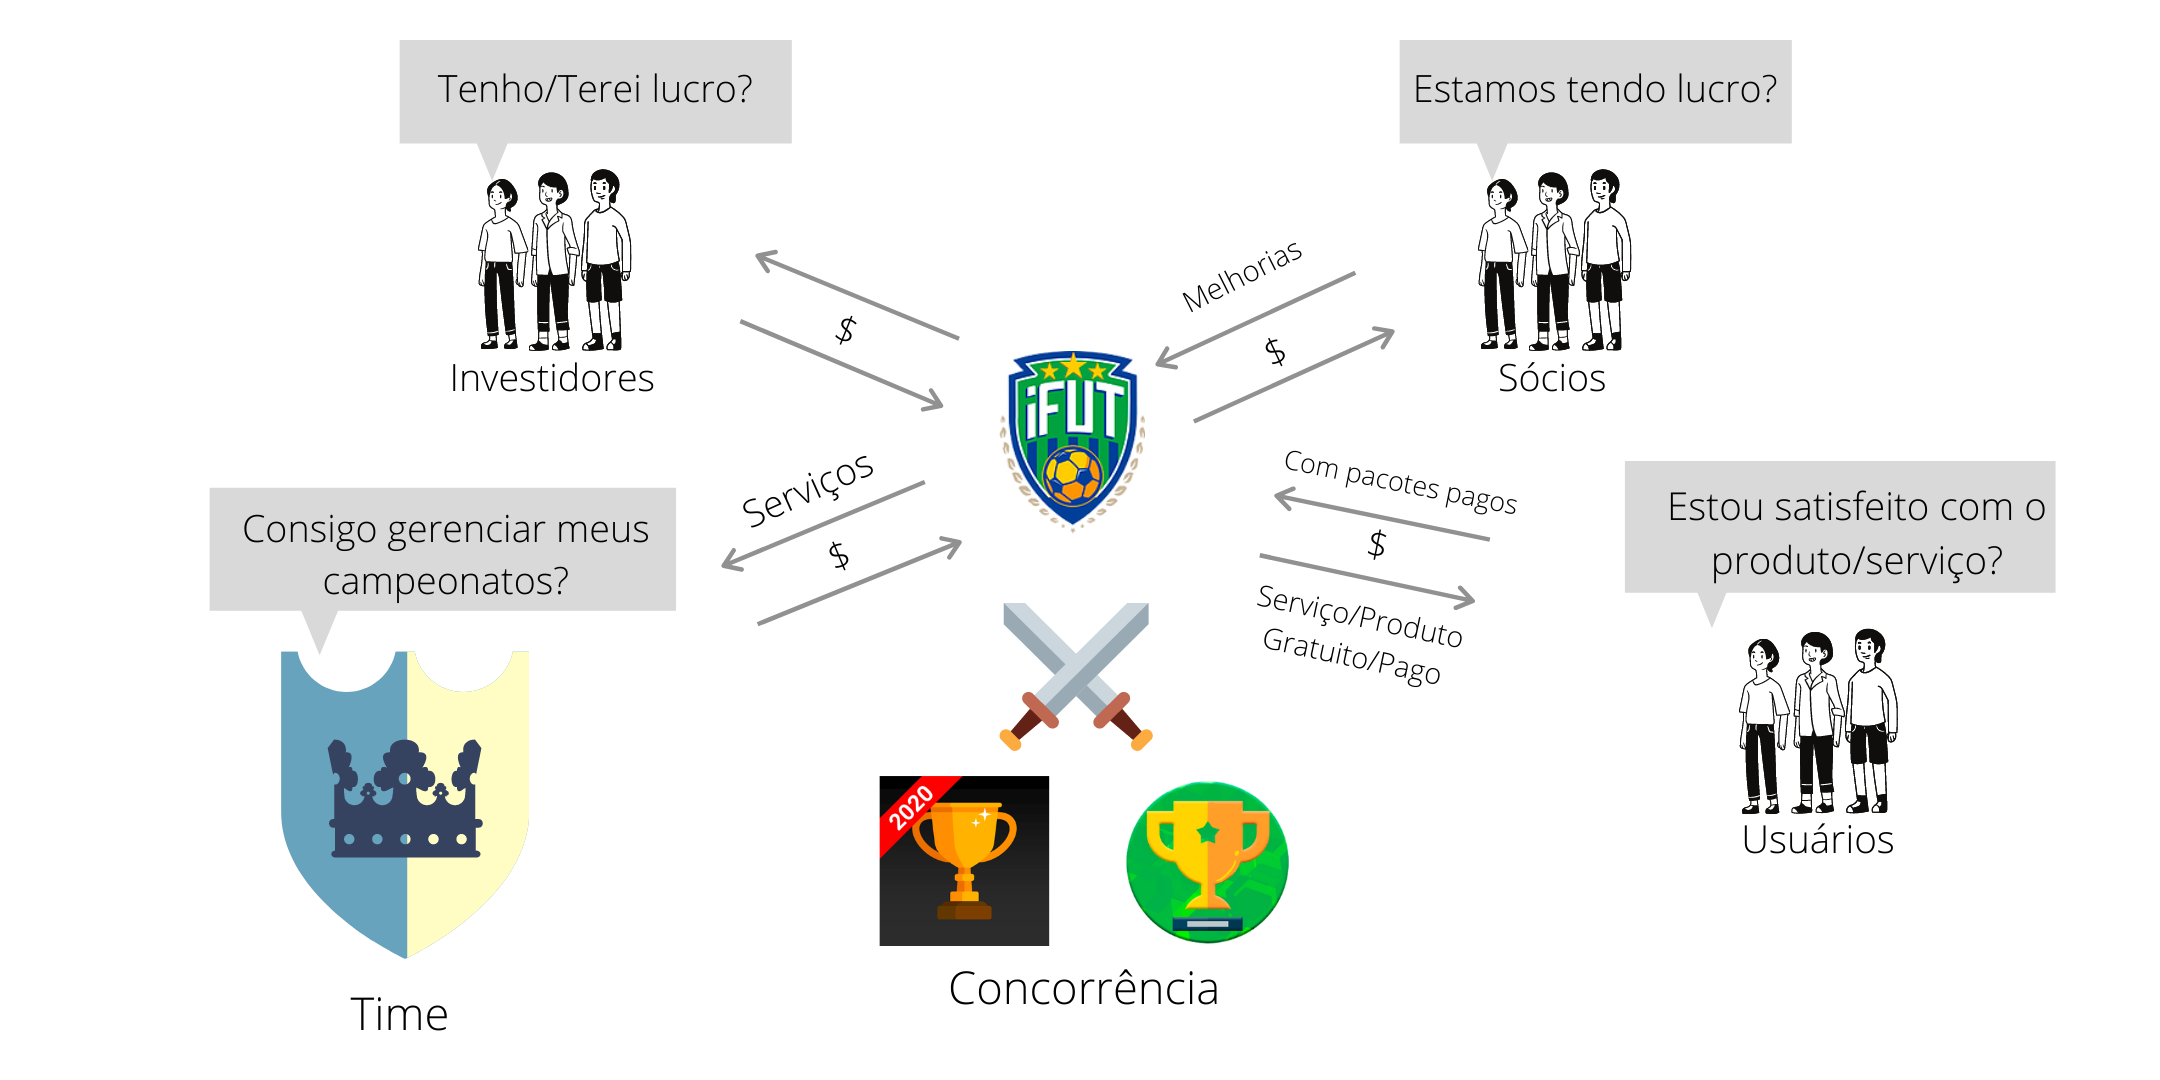 Tenho/Terei lucro?
Estamos tendo lucro?
Investidores
Sócios
$
Melhorias
$
iFUT
Serviços
$
Com pacotes pagos
$
Serviço/Produto
Gratuito/Pago
Consigo gerenciar meus
campeonatos?
Estou satisfeito com o
produto/serviço?
Usuários
2020
Concorrência
Time